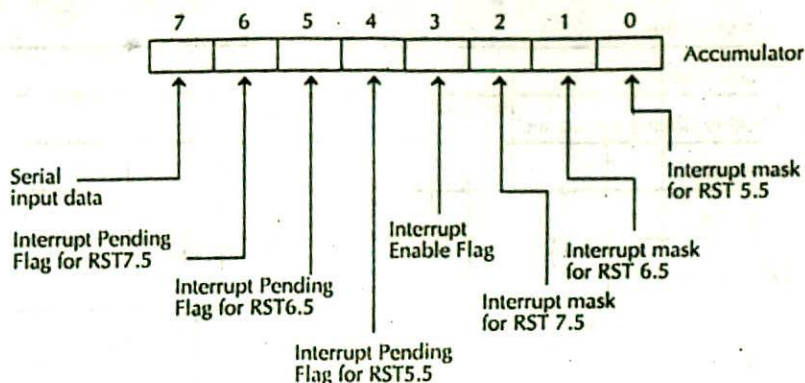 7 6 5 4 3 2 1 0
Accumulator
Serial
input data
Interrupt Pending
Flag for RST7.5
Interrupt Pending
Flag for RST6.5
Interrupt Pending
Flag for RST5.5
Interrupt
Enable Flag
Interrupt mask
for RST 7.5
Interrupt mask
for RST 6.5
Interrupt mask
for RST 5.5